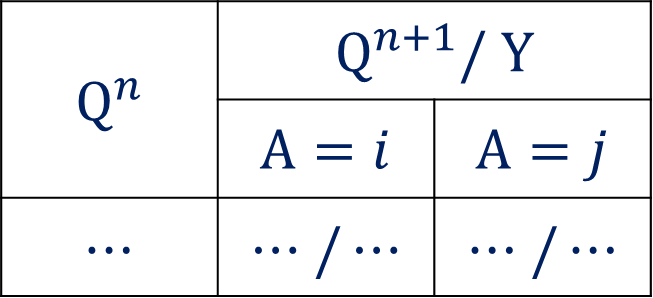 Qⁿ
Qⁿ⁺¹/ Y
A = i
A = j
⋯
⋯ / ⋯
⋯ / ⋯